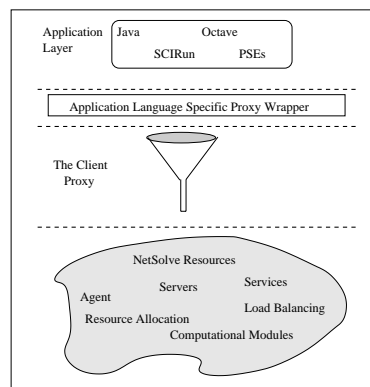 Application
Layer
Java Octave
SCIRun PSEs
Application Language Specific Proxy Wrapper
The Client
Proxy
NetSolve Resources
Agent Servers Services
Resource Allocation Load Balancing
Computational Modules